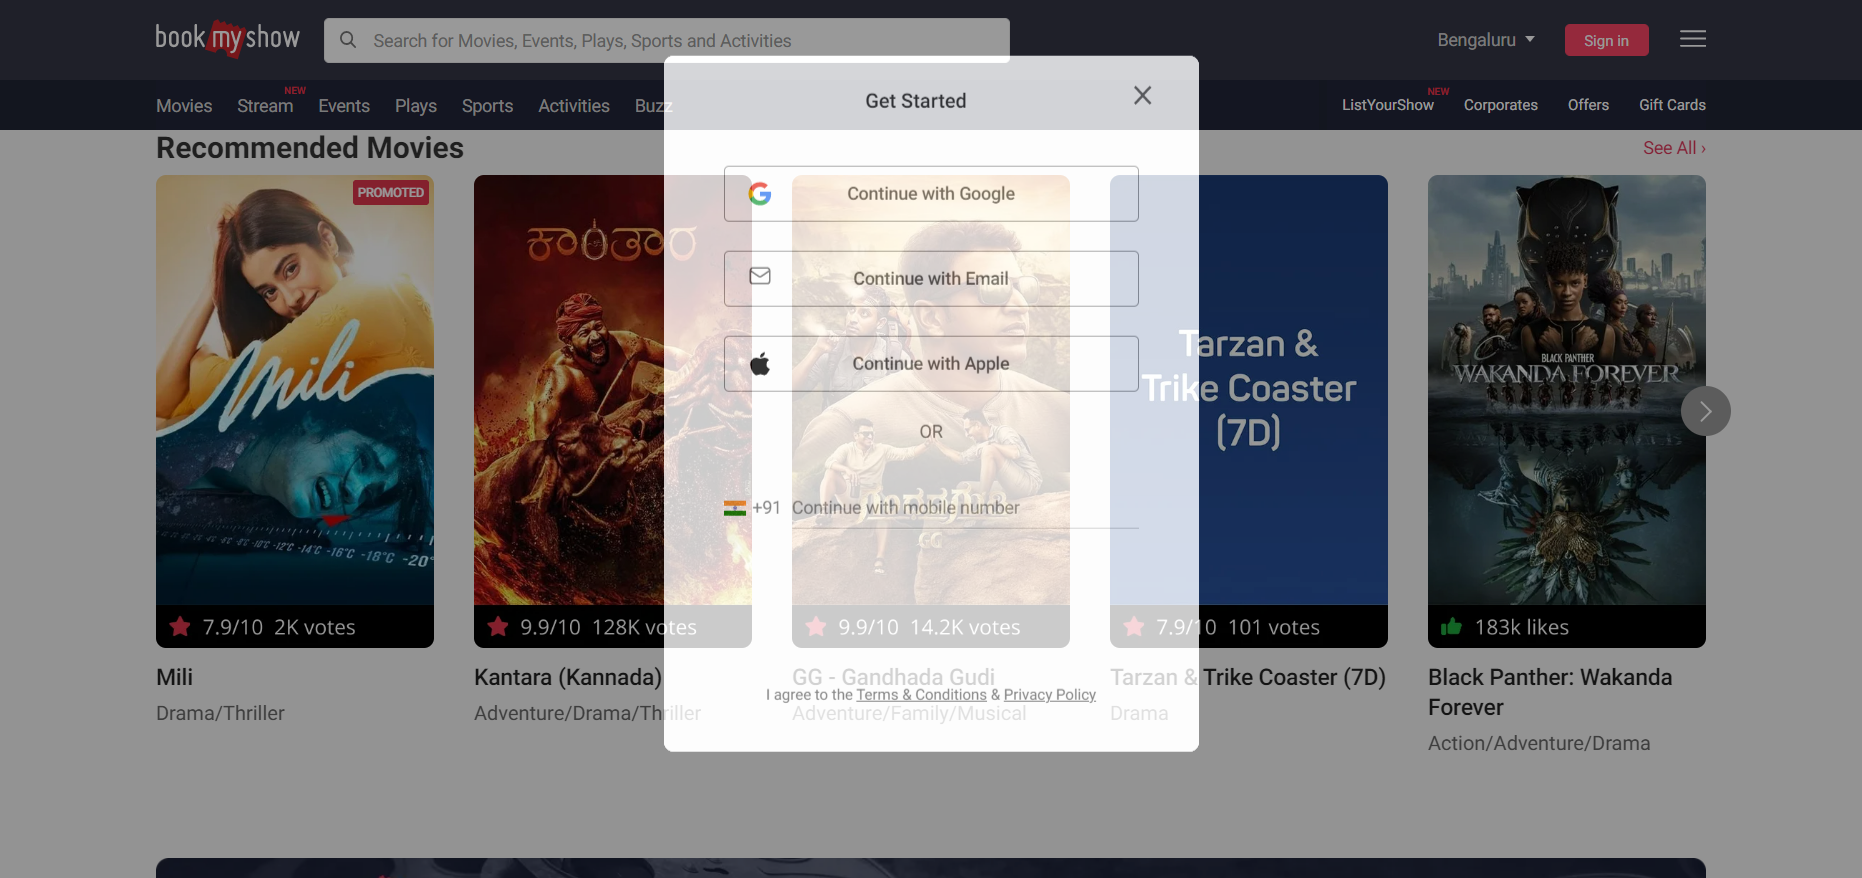 book my show
Search for Movies, Events, Plays, Sports and Activities
Bengaluru
Sign in
Movies
Stream
NEW
Events
Plays
Sports
Activities
Buzz
ListYourShow
NEW
Corporates
Offers
Gift Cards
Get Started
Continue with Google
Continue with Email
Continue with Apple
OR
+91 Continue with mobile number
I agree to the Terms & Conditions & Privacy Policy
Recommended Movies
See All ›
PROMOTED
Mili
-12°C -14°C -16°C -18°C -20°
7.9/10 2K votes
Mili
Drama/Thriller
ಕಾಂತಾರ
9.9/10 128K votes
Kantara (Kannada)
Adventure/Drama/Thriller
9.9/10 14.2K votes
GG - Gandhada Gudi
Adventure/Family/Musical
Tarzan &
Trike Coaster
(7D)
7.9/10 101 votes
Tarzan & Trike Coaster (7D)
Drama
BLACK PANTHER
WAKANDA FOREVER
183k likes
Black Panther: Wakanda
Forever
Action/Adventure/Drama